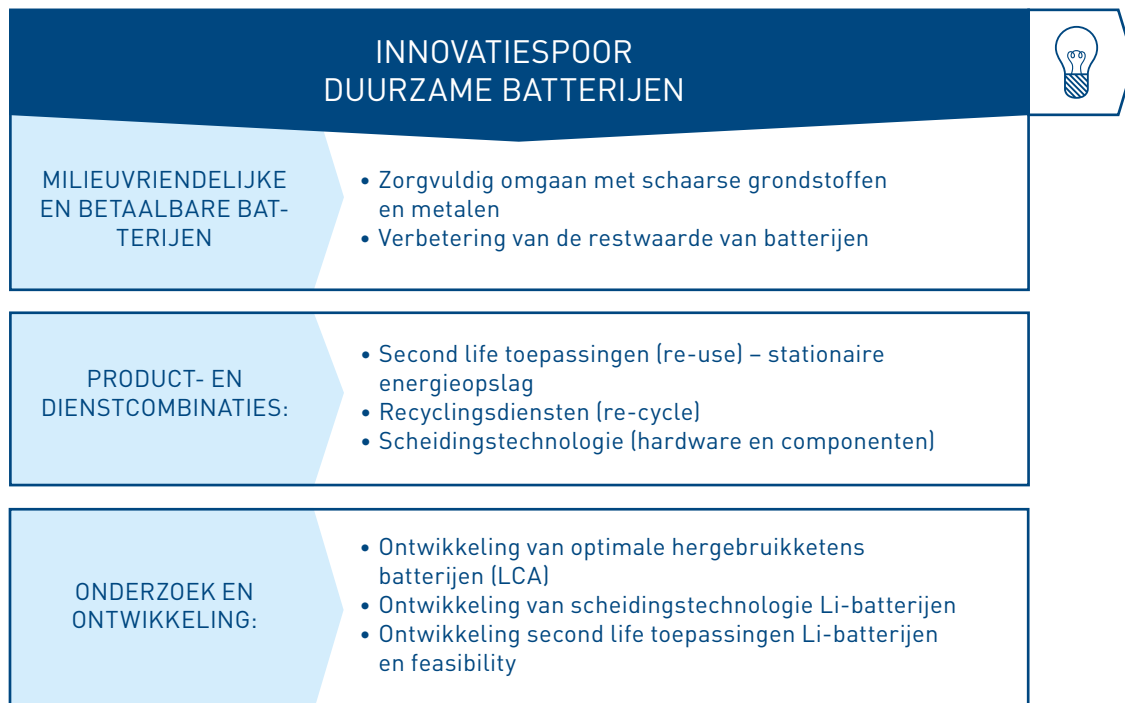 INNOVATIESPOOR
DUURZAME BATTERIJEN
MILIEUVRIENDELIJKE
EN BETAALBARE BAT-
TERIJEN
• Zorgvuldig omgaan met schaarse grondstoffen
en metalen
• Verbetering van de restwaarde van batterijen
PRODUCT- EN
DIENSTCOMBINATIES:
• Second life toepassingen (re-use) – stationaire
energieopslag
• Recyclingsdiensten (re-cycle)
• Scheidingstechnologie (hardware en componenten)
ONDERZOEK EN
ONTWIKKELING:
• Ontwikkeling van optimale hergebruikketens
batterijen (LCA)
• Ontwikkeling van scheidingstechnologie Li-batterijen
• Ontwikkeling second life toepassingen Li-batterijen
en feasibility